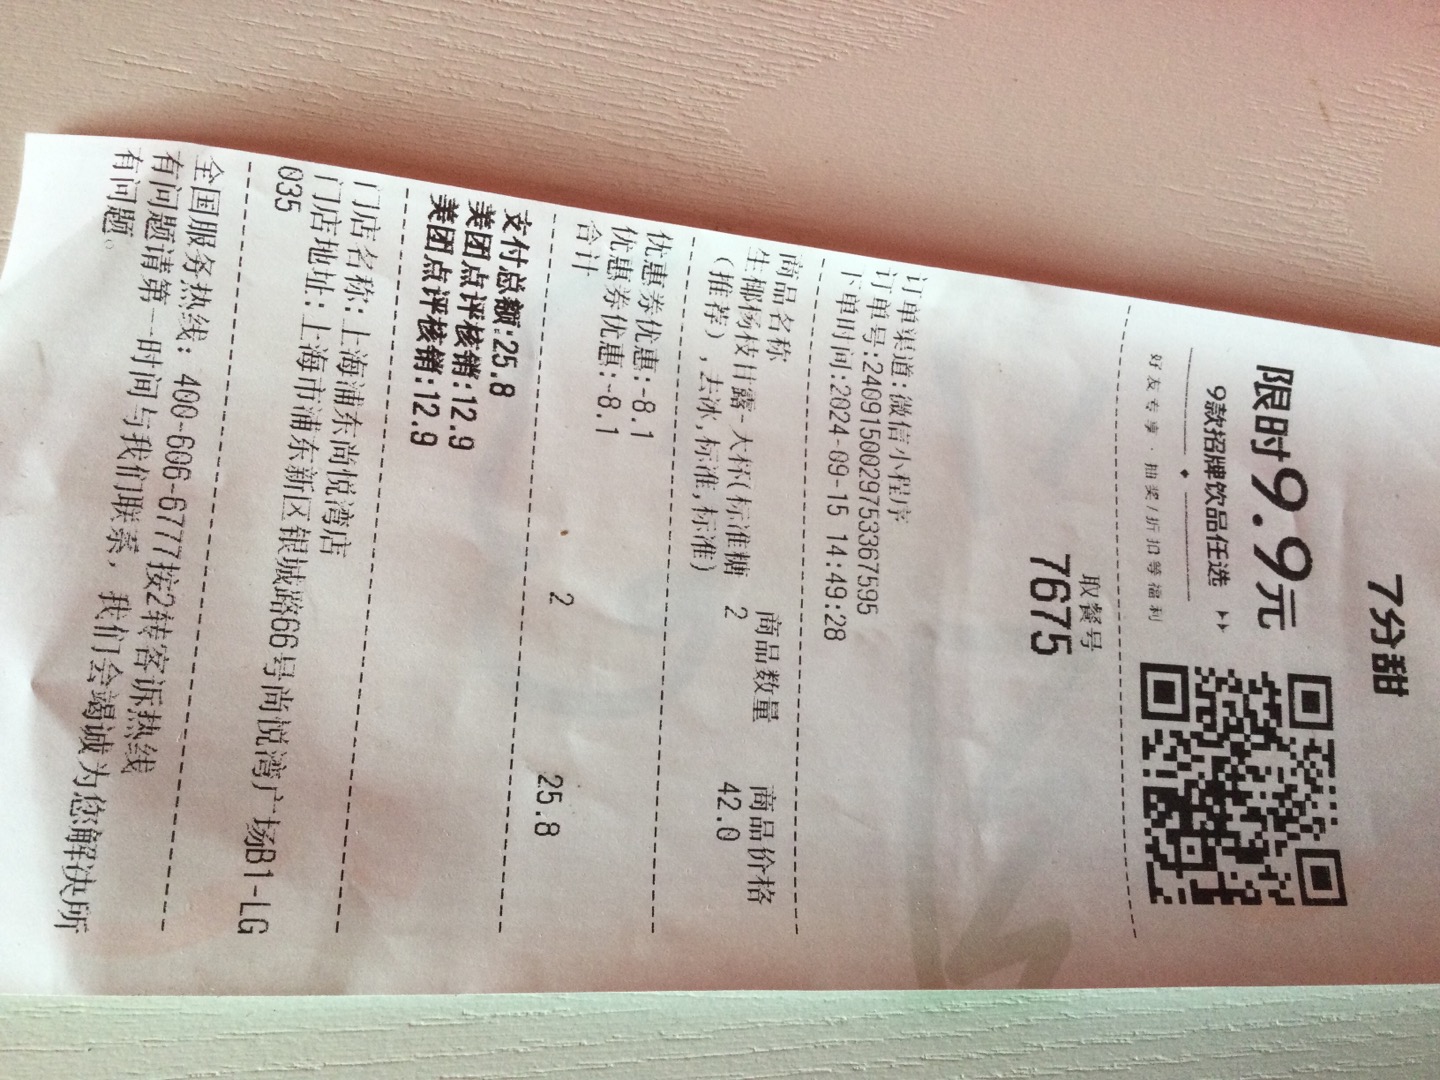 7分甜
限时9.9元
9款招牌饮品任选
好友专享·抽奖/折扣等福利
取餐号
7675
订单渠道:微信小程序
订单号:24091500297533367595
下单时间:2024-09-15 14:49:28
商品名称 商品数量 商品价格
生椰杨枝甘露-大杯(标准糖 2 42.0
(推荐),去冰,标准,标准)
优惠券优惠:-8.1
优惠券优惠:-8.1
合计 2 25.8
支付总额:25.8
美团点评核销:12.9
美团点评核销:12.9
门店名称:上海浦东尚悦湾店
门店地址:上海市浦东新区银城路66号尚悦湾广场B1-LG
035
全国服务热线:400-606-6777按2转客诉热线
有问题请第一时间与我们联系,我们会竭诚为您解决所
有问题。